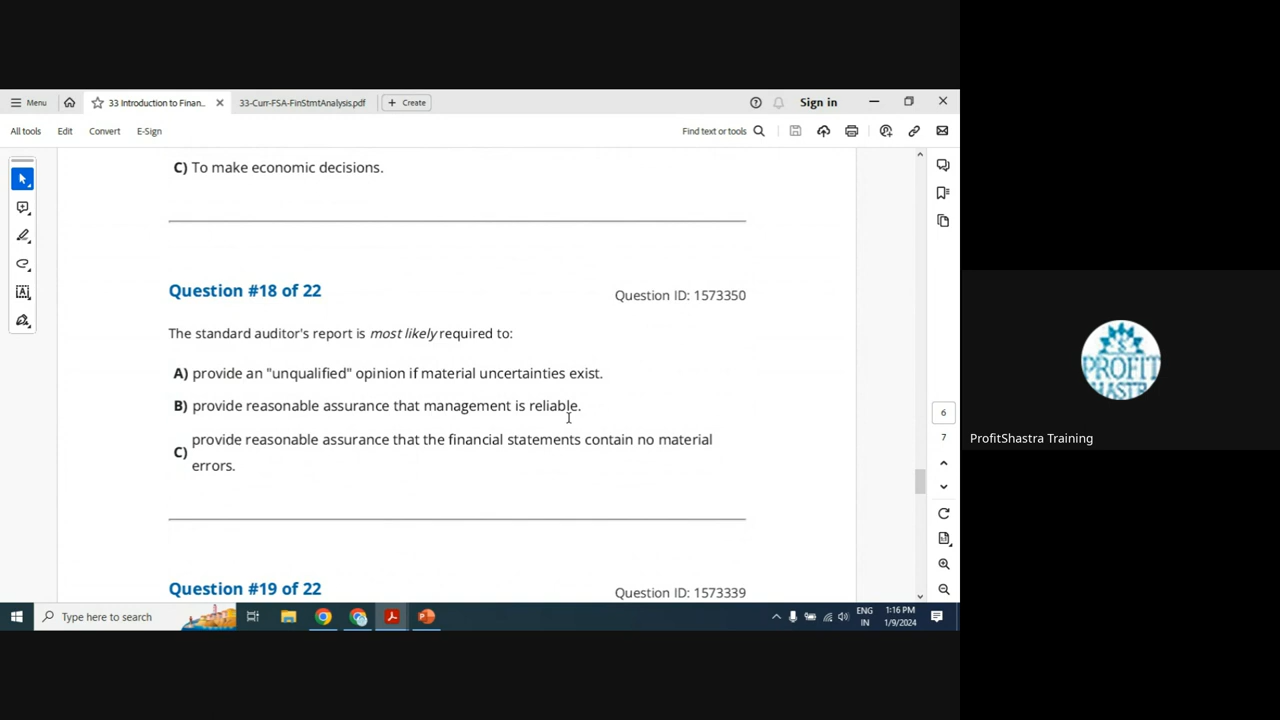 Menu
33 Introduction to Finan...
33-Curr-FSA-FinStmtAnalysis.pdf
Create
Sign in
All tools
Edit
Convert
E-Sign
Find text or tools
C) To make economic decisions.
Question #18 of 22
Question ID: 1573350
The standard auditor's report is most likely required to:
A) provide an "unqualified" opinion if material uncertainties exist.
B) provide reasonable assurance that management is reliable.
C) provide reasonable assurance that the financial statements contain no material
errors.
6
7
Question #19 of 22
Question ID: 1573339
PROFIT
SHASTRA
ProfitShastra Training
Type here to search
ENG
IN
1:16 PM
1/9/2024